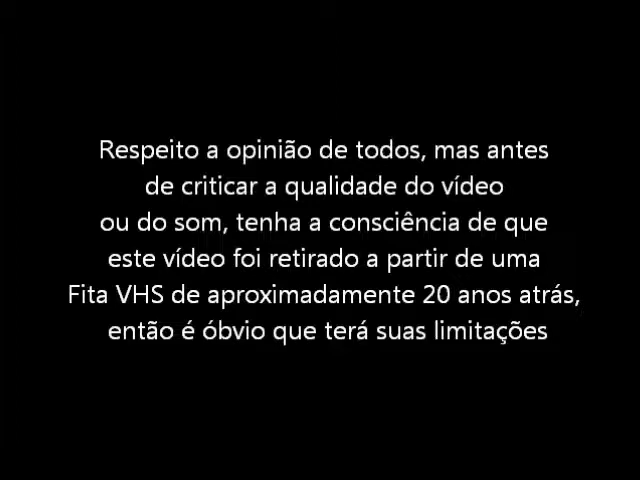 Respeito a opinião de todos, mas antes
de criticar a qualidade do vídeo
ou do som, tenha a consciência de que
este vídeo foi retirado a partir de uma
Fita VHS de aproximadamente 20 anos atrás,
então é óbvio que terá suas limitações